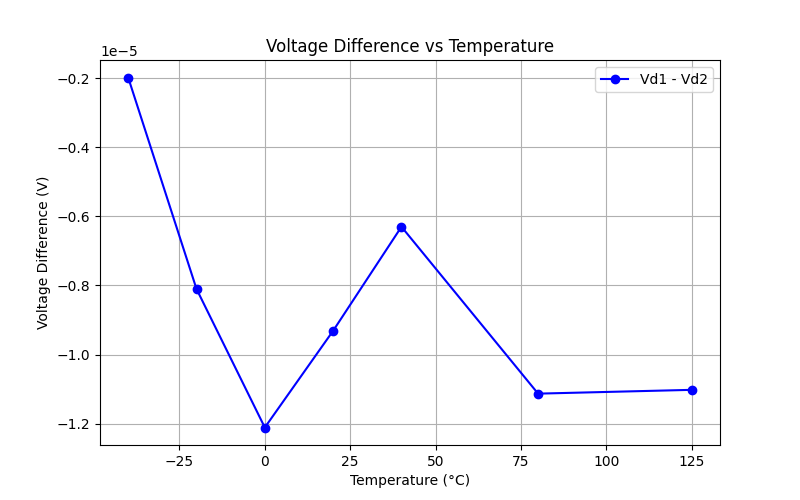 Voltage Difference vs Temperature
1e−5
Vd1 - Vd2
−0.2
−0.4
−0.6
−0.8
−1.0
−1.2
Voltage Difference (V)
−25 0 25 50 75 100 125
Temperature (°C)